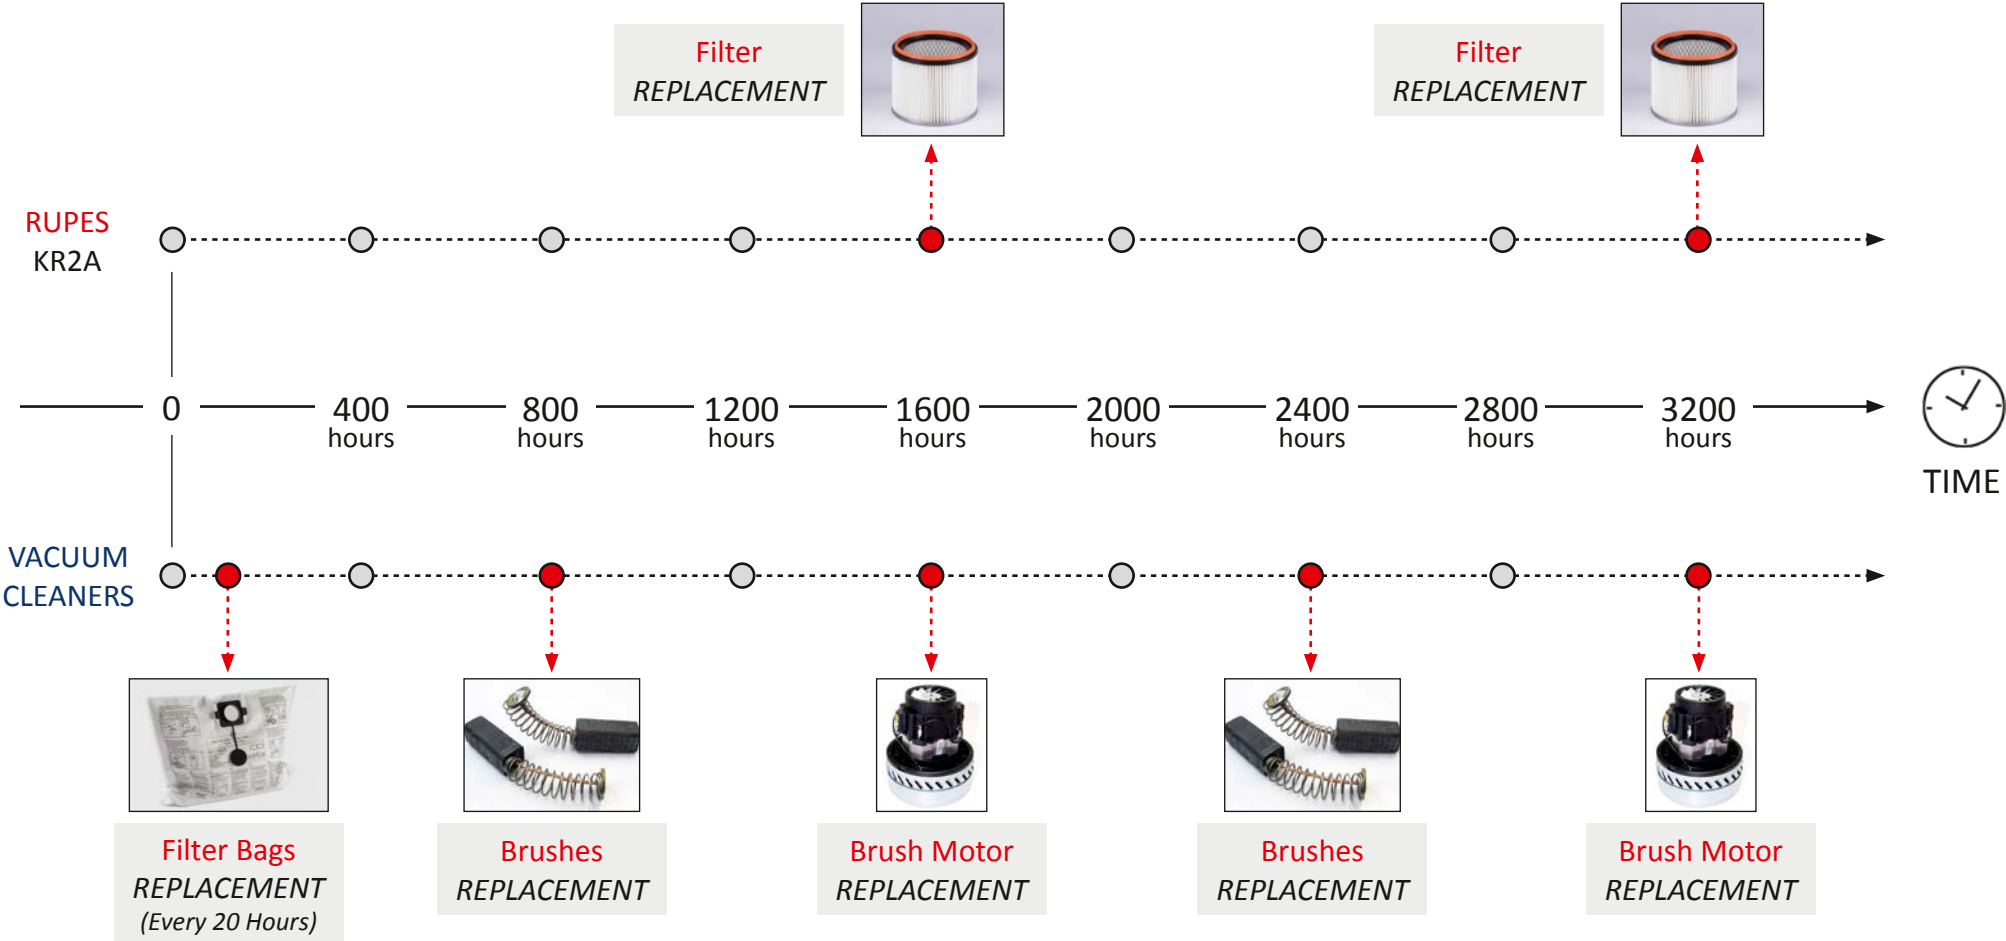 Filter
REPLACEMENT
Filter
REPLACEMENT
RUPES
KR2A
0
400
hours
800
hours
1200
hours
1600
hours
2000
hours
2400
hours
2800
hours
3200
hours
TIME
VACUUM
CLEANERS
Filter Bags
REPLACEMENT
(Every 20 Hours)
Brushes
REPLACEMENT
Brush Motor
REPLACEMENT
Brushes
REPLACEMENT
Brush Motor
REPLACEMENT